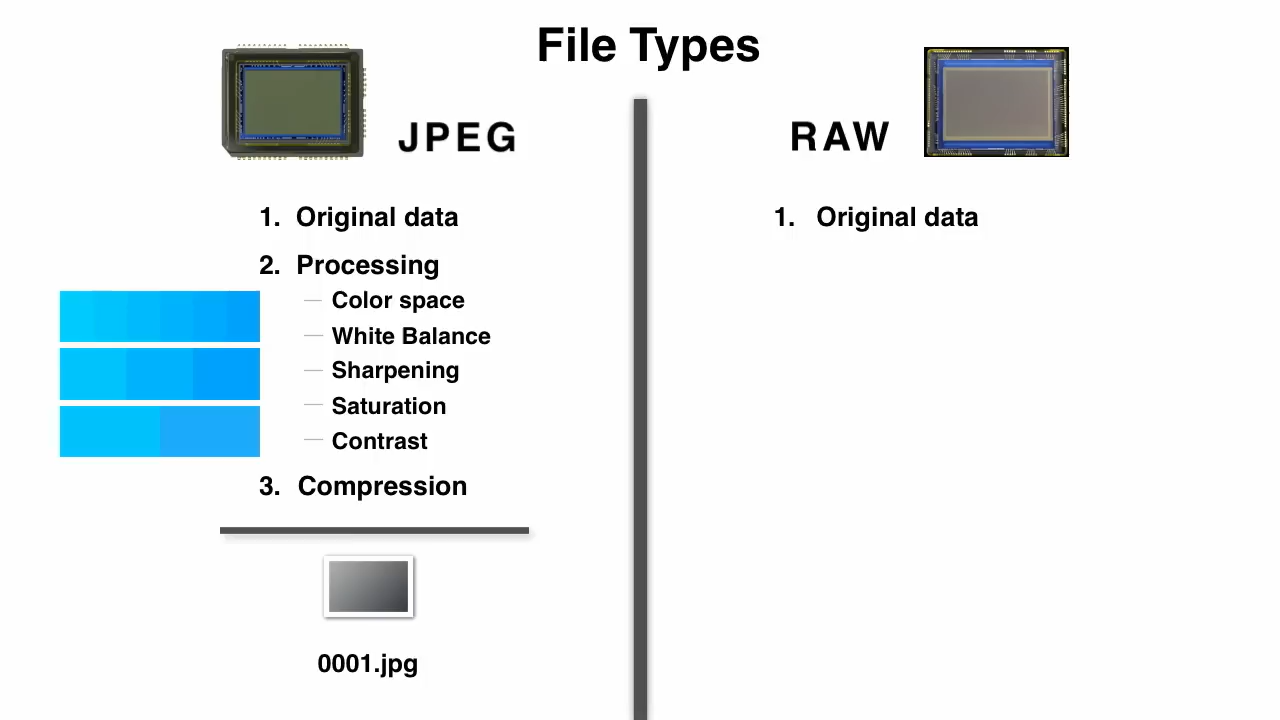 File Types
JPEG
1. Original data
2. Processing
— Color space
— White Balance
— Sharpening
— Saturation
— Contrast
3. Compression
0001.jpg
RAW
1. Original data